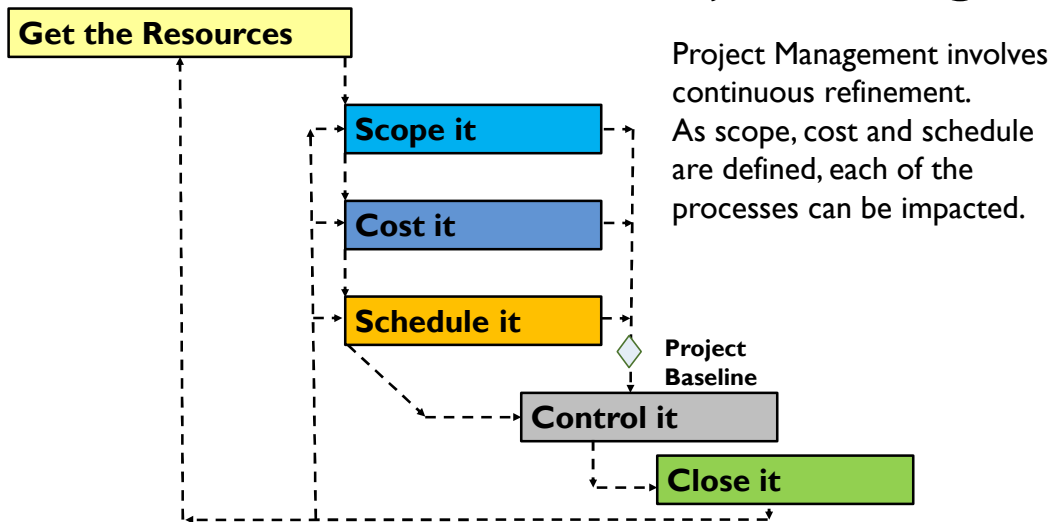 Get the Resources
Project Management involves
continuous refinement.
As scope, cost and schedule
are defined, each of the
processes can be impacted.
Scope it
Cost it
Schedule it
Project
Baseline
Control it
Close it